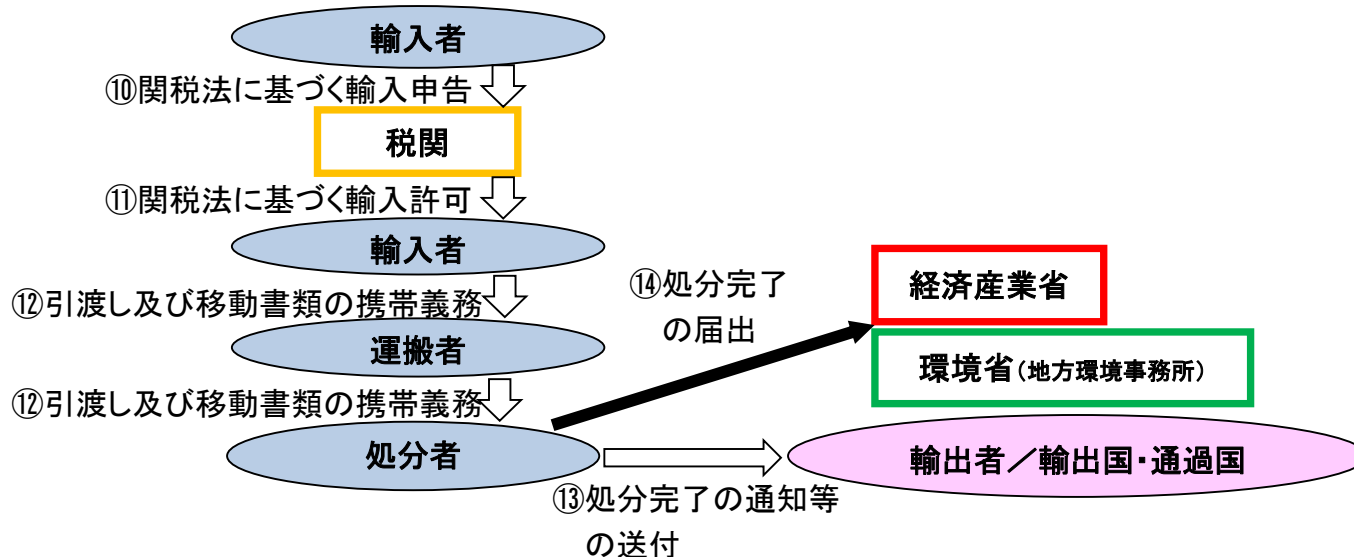 輸入者
⑩関税法に基づく輸入申告
税関
⑪関税法に基づく輸入許可
輸入者
⑫引渡し及び移動書類の携帯義務
運搬者
⑫引渡し及び移動書類の携帯義務
処分者
⑭処分完了
の届出
経済産業省
環境省(地方環境事務所)
⑬処分完了の通知等
の送付
輸出者/輸出国・通過国